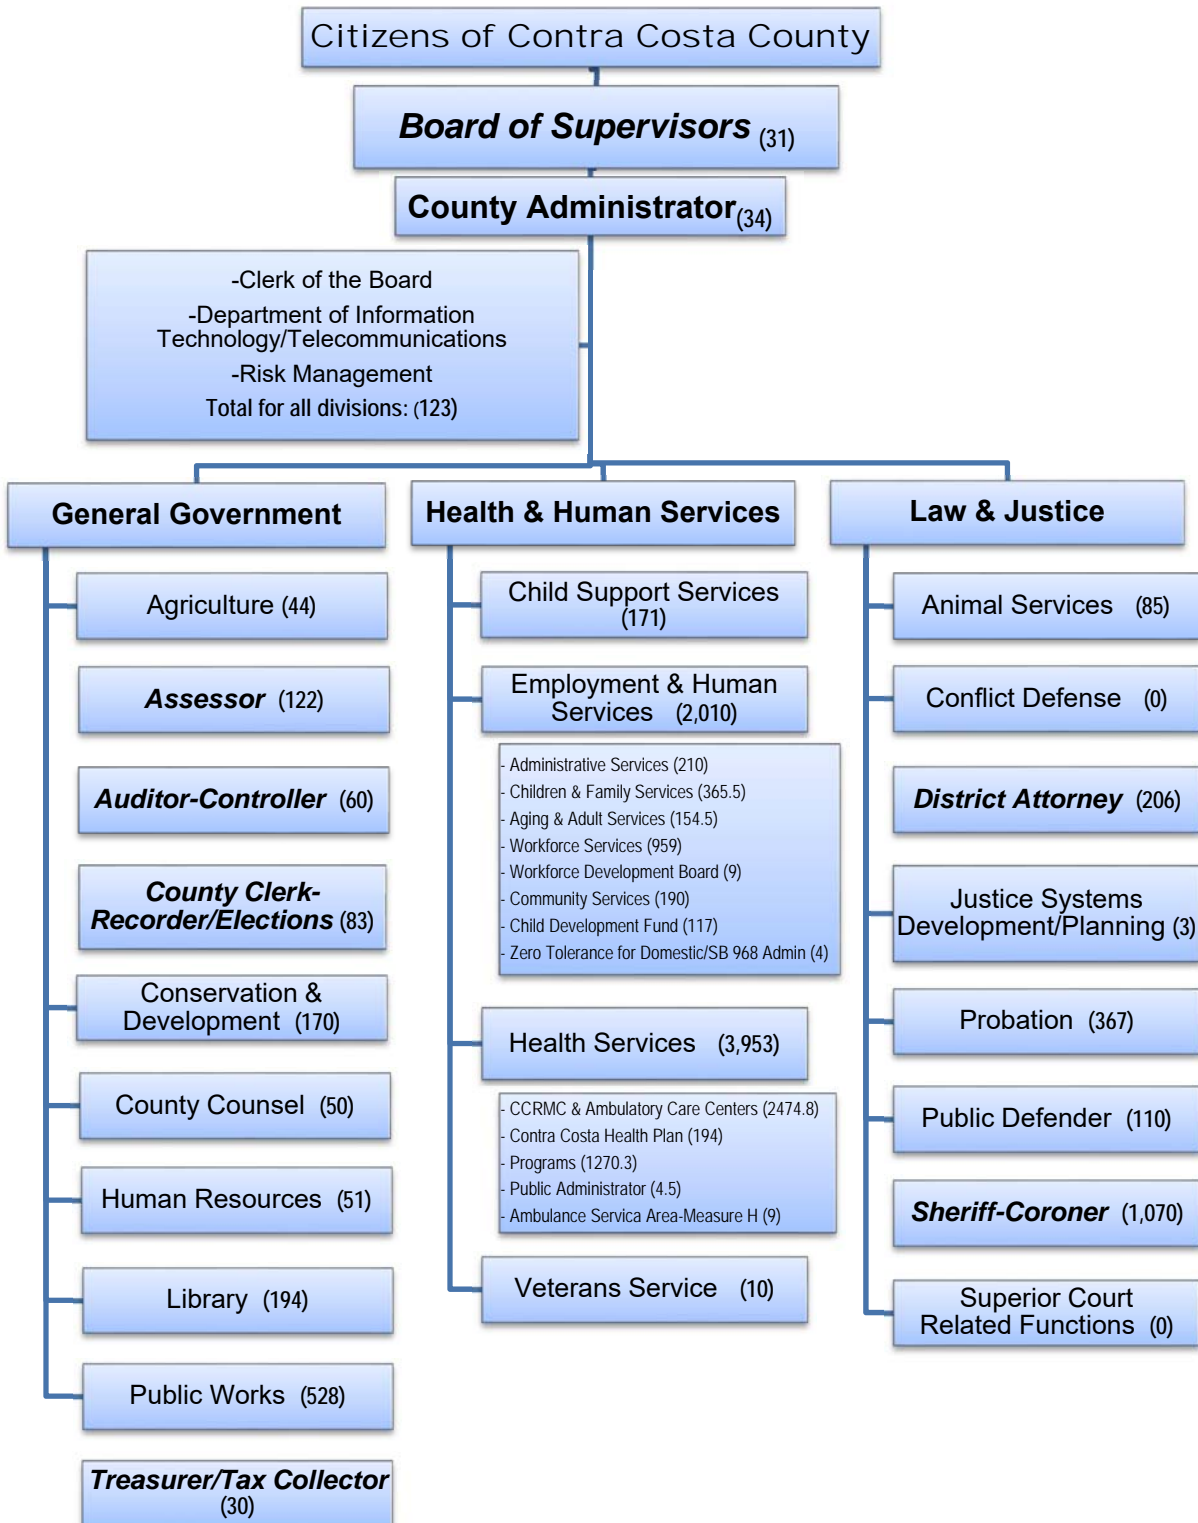 Citizens of Contra Costa County
Board of Supervisors (31)
County Administrator(34)
-Clerk of the Board
-Department of Information
Technology/Telecommunications
-Risk Management
Total for all divisions: (123)
General Government
Agriculture (44)
Assessor (122)
Auditor-Controller (60)
County Clerk-
Recorder/Elections (83)
Conservation &
Development (170)
County Counsel (50)
Human Resources (51)
Library (194)
Public Works (528)
Treasurer/Tax Collector
(30)
Health & Human Services
Child Support Services
(171)
Employment & Human
Services (2,010)
- Administrative Services (210)
- Children & Family Services (365.5)
- Aging & Adult Services (154.5)
- Workforce Services (959)
- Workforce Development Board (9)
- Community Services (190)
- Child Development Fund (117)
- Zero Tolerance for Domestic/SB 968 Admin (4)
Health Services (3,953)
- CCRMC & Ambulatory Care Centers (2474.8)
- Contra Costa Health Plan (194)
- Programs (1270.3)
- Public Administrator (4.5)
- Ambulance Servica Area-Measure H (9)
Veterans Service (10)
Law & Justice
Animal Services (85)
Conflict Defense (0)
District Attorney (206)
Justice Systems
Development/Planning (3)
Probation (367)
Public Defender (110)
Sheriff-Coroner (1,070)
Superior Court
Related Functions (0)